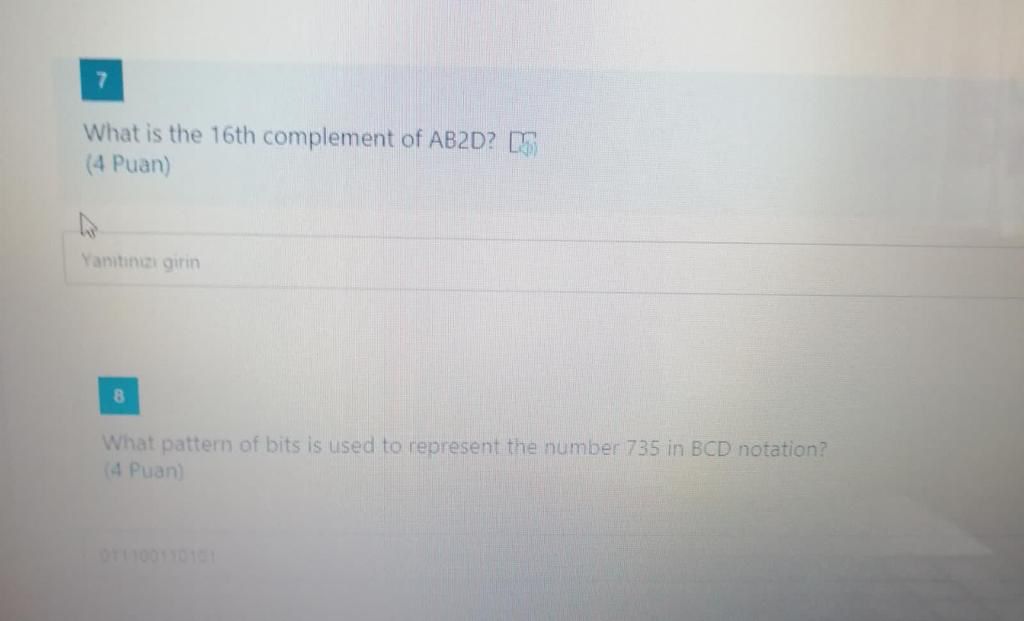 7
What is the 16th complement of AB2D?
(4 Puan)
Yanıtınızı girin
8
What pattern of bits is used to represent the number 735 in BCD notation?
(4 Puan)
011100110101